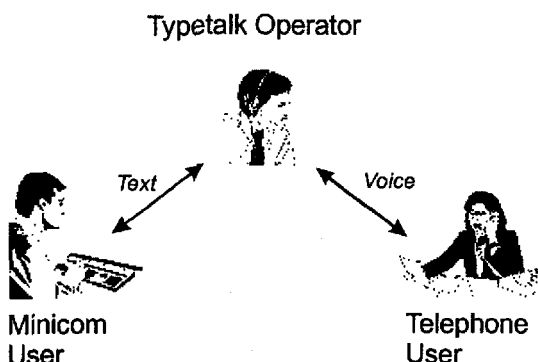 Typetalk Operator
Text
Voice
Minicom
User
Telephone
User